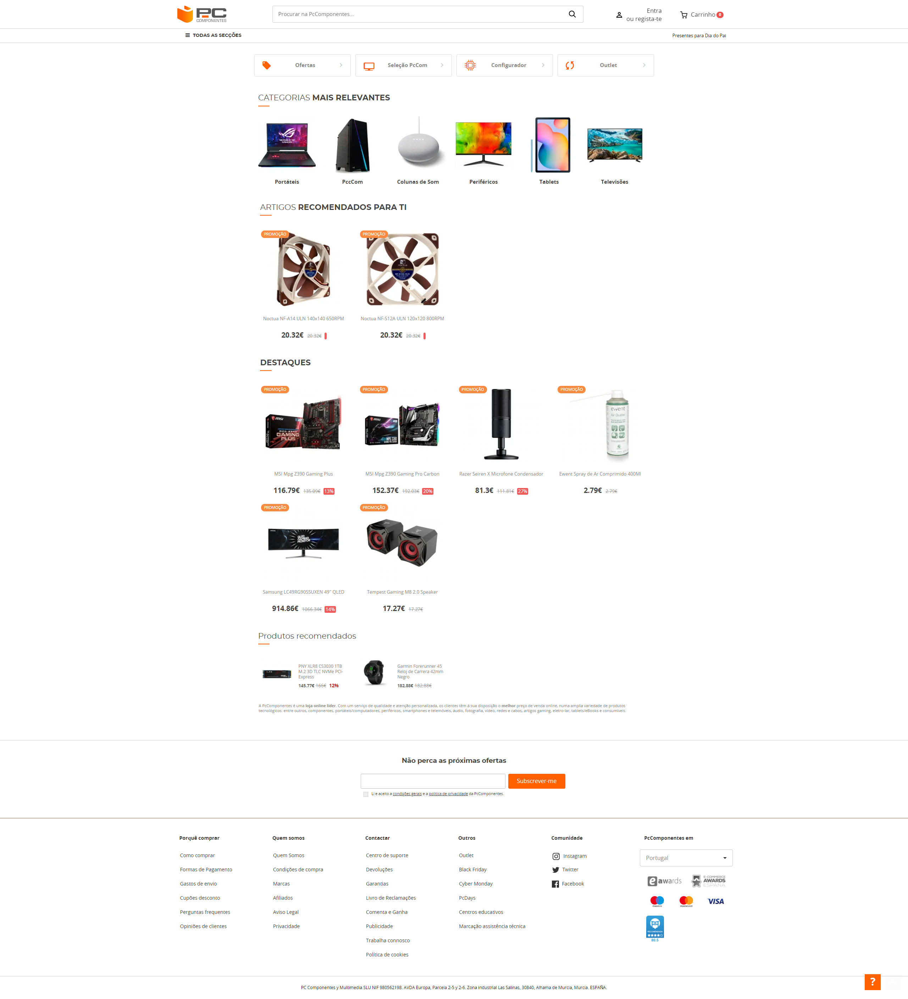 PC
COMPONENTES
Procurar na PcComponentes...
Entra
ou regista-te
Carrinho 0
TODAS AS SECÇÕES
Presentes para Dia do Pai
Ofertas
Seleção PcCom
Configurador
Outlet
CATEGORIAS MAIS RELEVANTES
Portáteis
PccCom
Colunas de Som
Periféricos
Tablets
Televisões
ARTIGOS RECOMENDADOS PARA TI
PROMOÇÃO
PROMOÇÃO
Noctua NF-A14 ULN 140x140 650RPM
Noctua NF-S12A ULN 120x120 800RPM
20.32€ 20.32€
20.32€ 20.32€
DESTAQUES
PROMOÇÃO
PROMOÇÃO
PROMOÇÃO
PROMOÇÃO
msi
GAMING
PLUS
msi
MPG Z390
ewent
Air Duster
MSI Mpg Z390 Gaming Plus
MSI Mpg Z390 Gaming Pro Carbon
Razer Seiren X Microfone Condensador
Ewent Spray de Ar Comprimido 400Ml
116.79€ 135.09€ 13%
152.37€ 192.03€ 20%
81.3€ 111.81€ 27%
2.79€ 2.79€
PROMOÇÃO
PROMOÇÃO
QLED
GAMING
MONITOR
Samsung LC49RG90SSUXEN 49" QLED
Tempest Gaming M8 2.0 Speaker
914.86€ 1066.34€ 14%
17.27€ 17.27€
Produtos recomendados
PNY XLR8 CS3030 1TB
M.2 3D TLC NVMe PCI-
Express
145.77€ 166€ 12%
Garmin Forerunner 45
Reloj de Carrera 42mm
Negro
182.88€ 182.88€
A PcComponentes é uma loja online líder. Com um serviço de qualidade e atenção personalizada, os clientes têm à sua disposição o melhor preço de venda online, numa amplia variedade de produtos
tecnológicos: entre outros, componentes, portáteis/computadores, periféricos, smartphones e telemóveis, áudio, fotografia, vídeo, redes e cabos, artigos gaming, eletro-lar, tablets/eBooks e consumíveis.
Não perca as próximas ofertas
Subscrever-me
Li e aceito a condições gerais e a politica de privacidade da PcComponentes.
Porquê comprar
Como comprar
Formas de Pagamento
Gastos de envio
Cupões desconto
Perguntas frequentes
Opiniões de clientes
Quem somos
Quem Somos
Condições de compra
Marcas
Afiliados
Aviso Legal
Privacidade
Contactar
Centro de suporte
Devoluções
Garantias
Livro de Reclamações
Comenta e Ganha
Publicidade
Trabalha connosco
Política de cookies
Outros
Outlet
Black Friday
Cyber Monday
PcDays
Centros educativos
Marcação assistência técnica
Comunidade
Instagram
Twitter
Facebook
PcComponentes em
Portugal
e awards
E-COMMERCE
AWARDS
ESPAÑA
maestro
mastercard
VISA
RECOMENDADA
80.5
?
PC Componentes y Multimedia SLU NIF 980562198. AVDA Europa, Parcela 2-5 y 2-6. Zona industrial Las Salinas, 30840, Alhama de Murcia, Murcia. ESPAÑA.